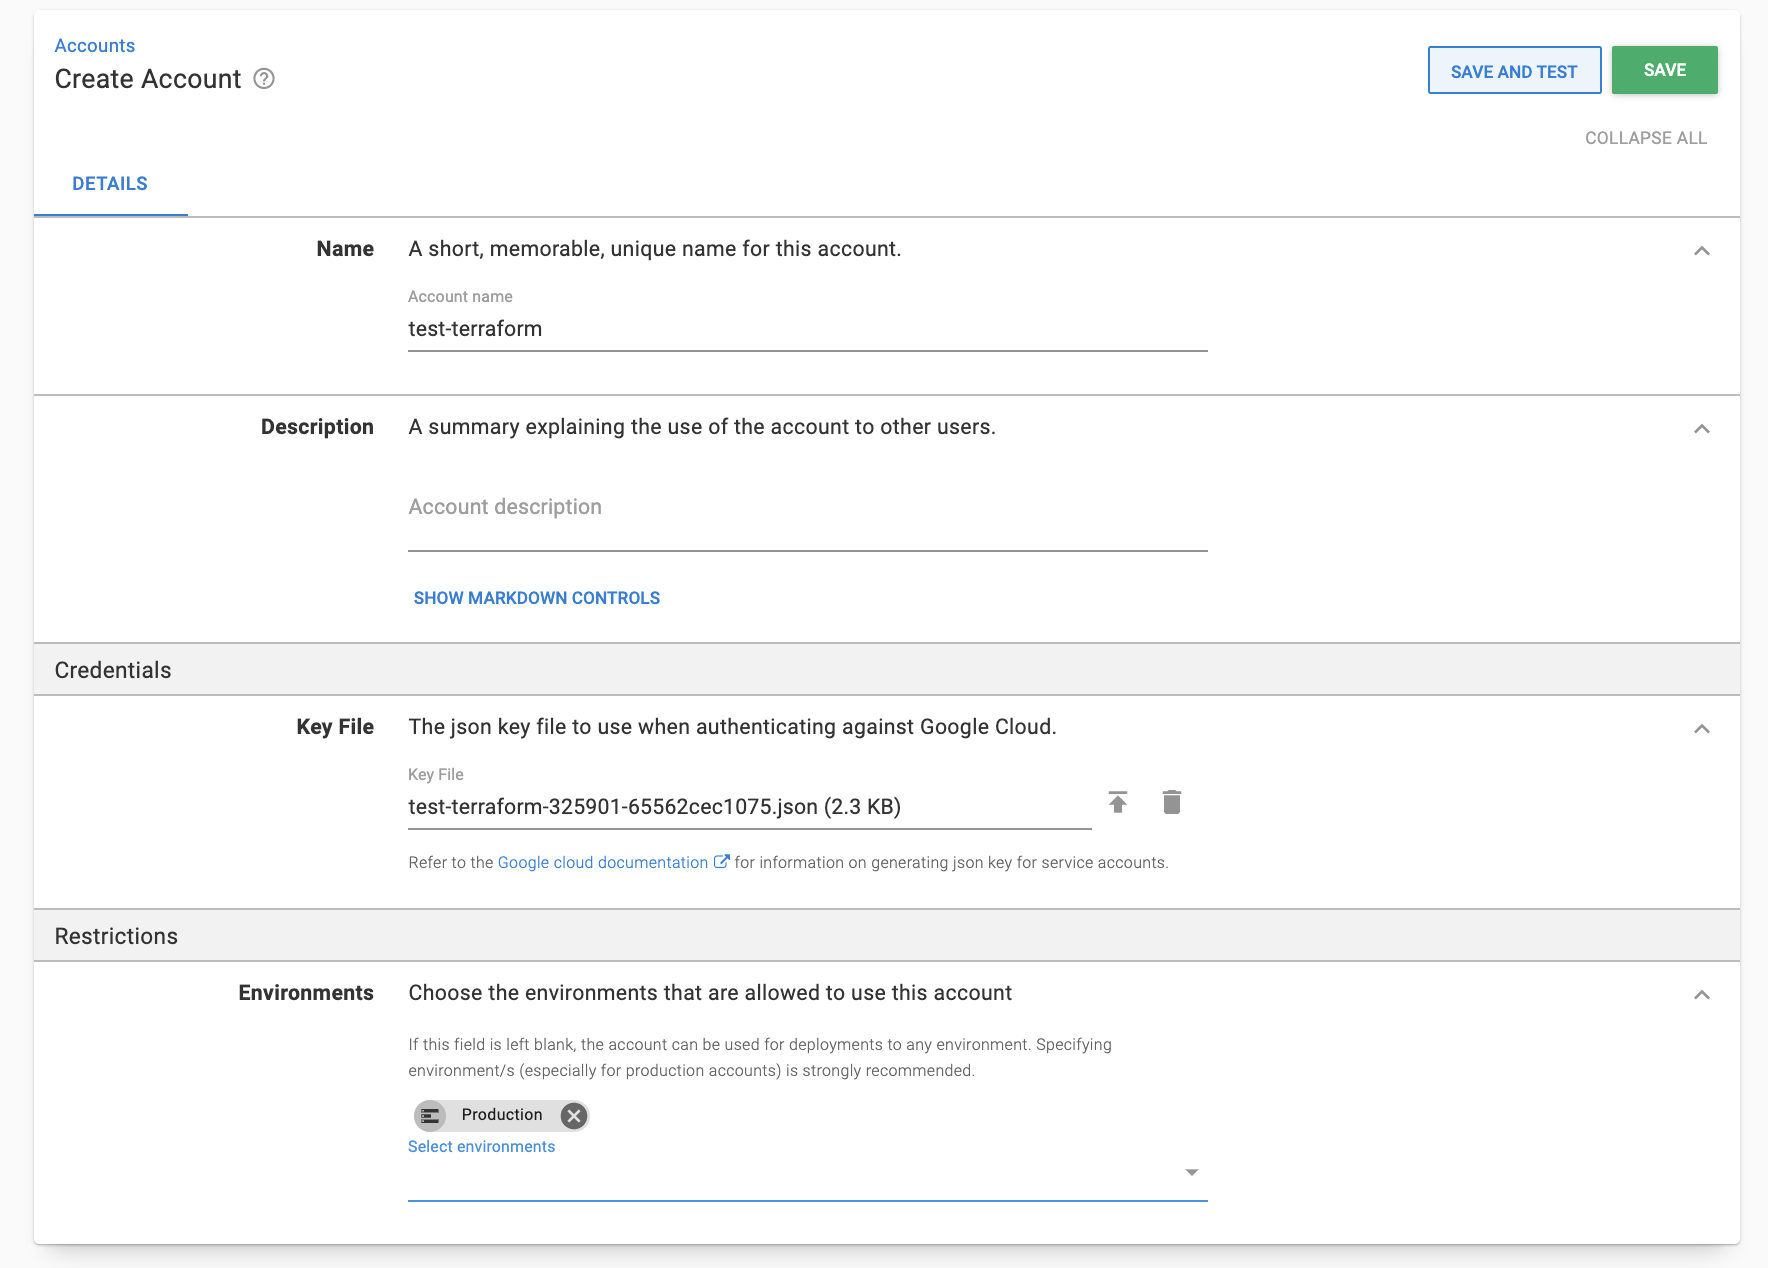 Accounts
Create Account
SAVE AND TEST
SAVE
COLLAPSE ALL
DETAILS
Name
A short, memorable, unique name for this account.
Account name
test-terraform
Description
A summary explaining the use of the account to other users.
Account description
SHOW MARKDOWN CONTROLS
Credentials
Key File
The json key file to use when authenticating against Google Cloud.
Key File
test-terraform-325901-65562cec1075.json (2.3 KB)
Refer to the Google cloud documentation for information on generating json key for service accounts.
Restrictions
Environments
Choose the environments that are allowed to use this account
If this field is left blank, the account can be used for deployments to any environment. Specifying
environment/s (especially for production accounts) is strongly recommended.
Production
Select environments